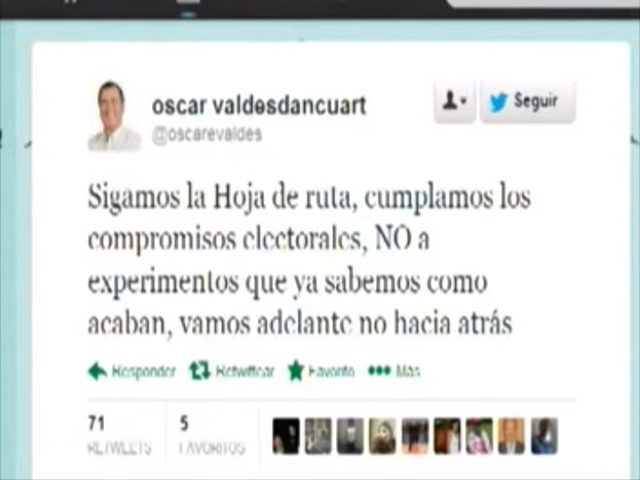 oscar valdesdancuart
@oscarevaldes
Seguir
Sigamos la Hoja de ruta, cumplamos los
compromisos electorales, NO a
experimentos que ya sabemos como
acaban, vamos adelante no hacia atrás
Responder Retwittear Favorito Más
71 5
RETWEETS FAVORITOS